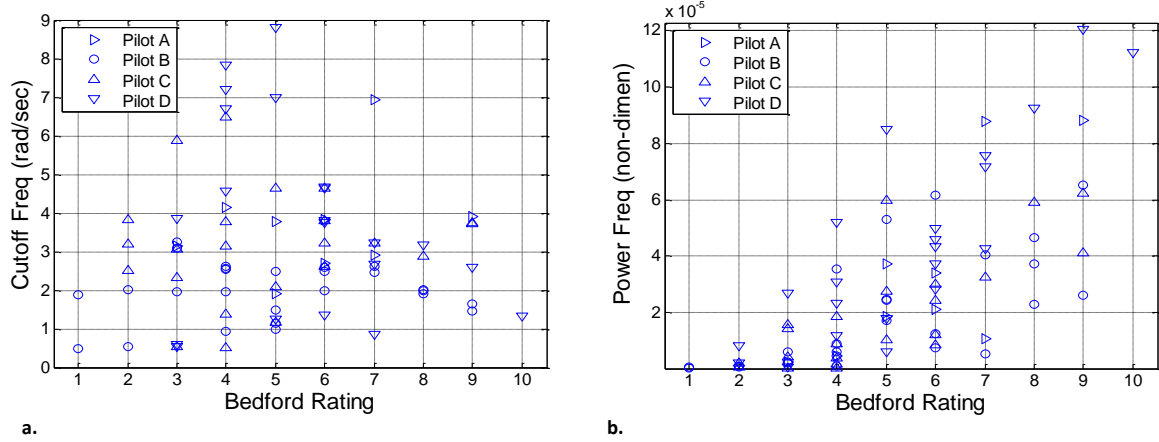 9
8
7
6
5
4
3
2
1
0
Cutoff Freq (rad/sec)
Pilot A
Pilot B
Pilot C
Pilot D
1 2 3 4 5 6 7 8 9 10
Bedford Rating
a.
x 10-5
12
10
8
6
4
2
Power Freq (non-dimen)
Pilot A
Pilot B
Pilot C
Pilot D
1 2 3 4 5 6 7 8 9 10
Bedford Rating
b.